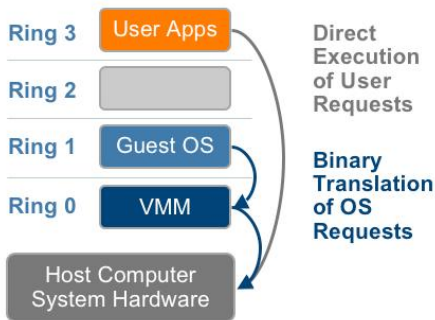 Ring 3
User Apps
Ring 2
Ring 1
Guest OS
Ring 0
VMM
Host Computer
System Hardware
Direct
Execution
of User
Requests
Binary
Translation
of OS
Requests